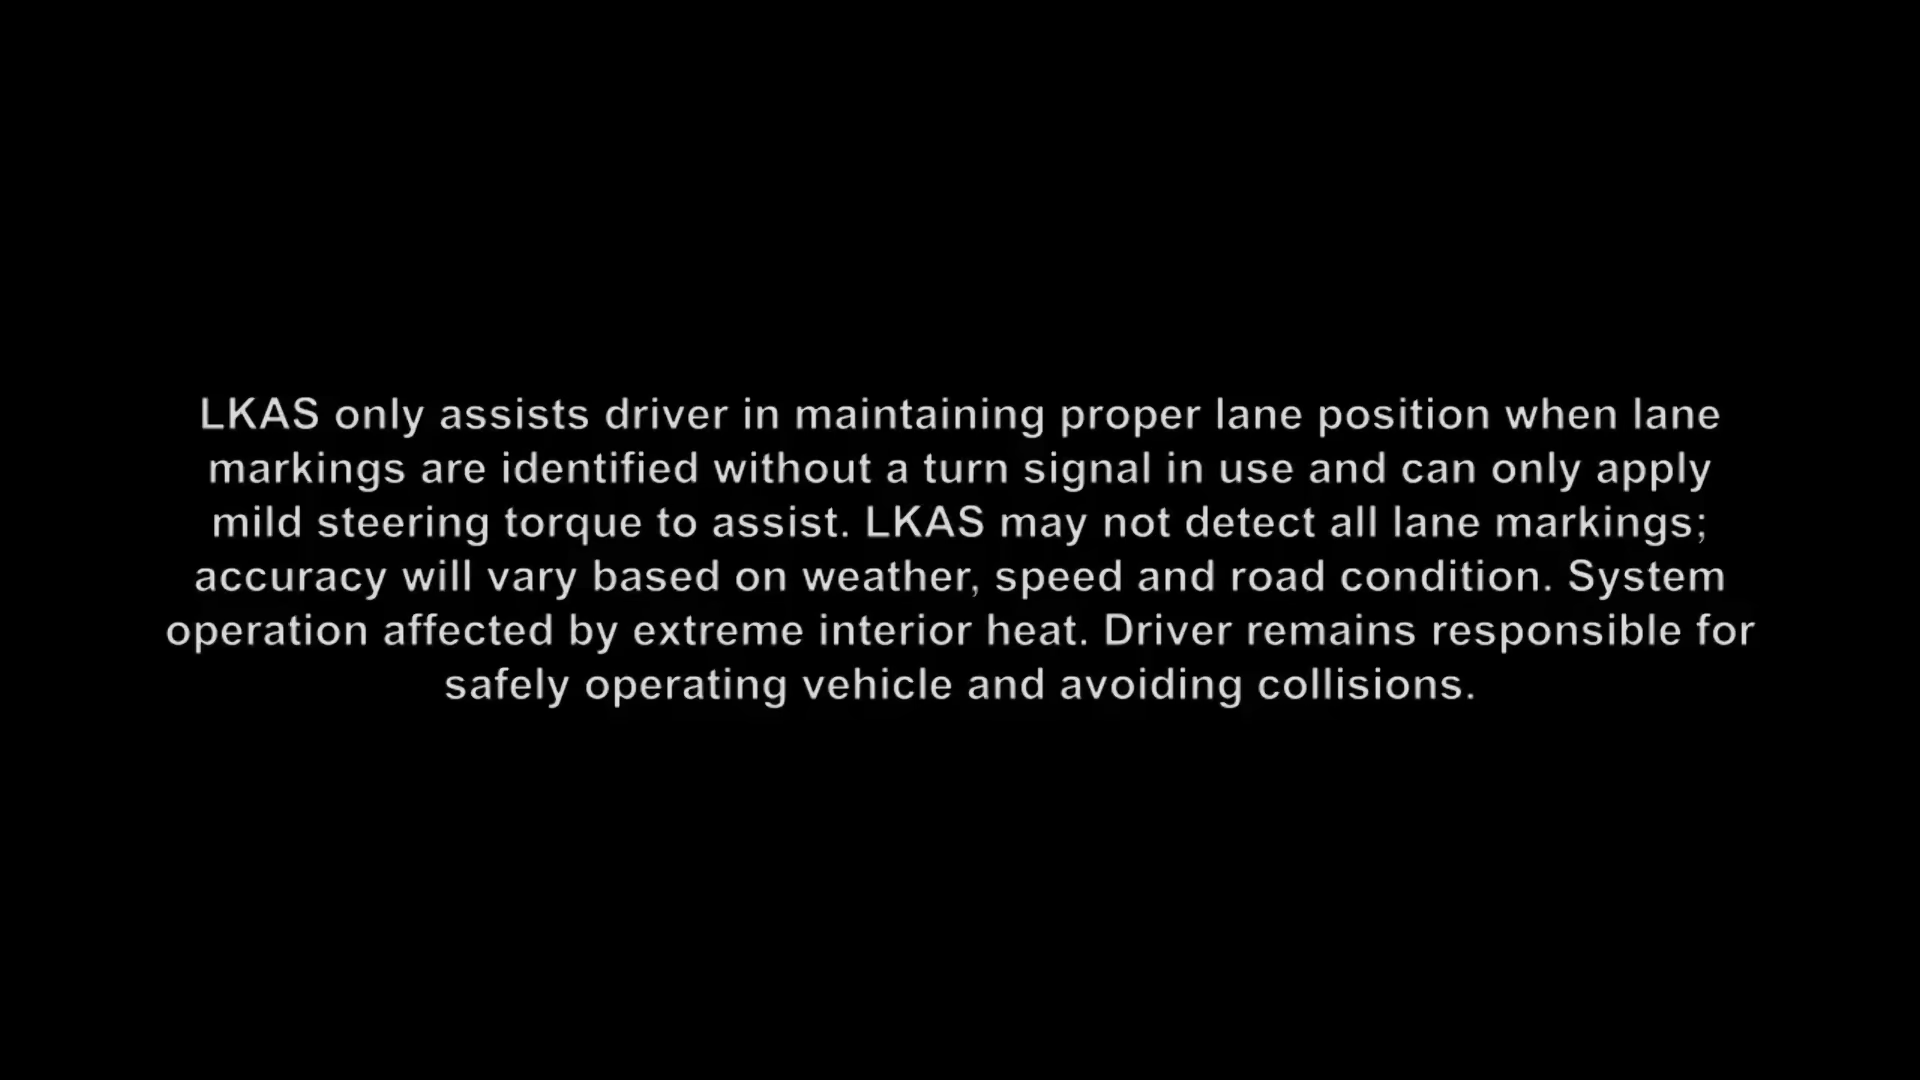 LKAS only assists driver in maintaining proper lane position when lane
markings are identified without a turn signal in use and can only apply
mild steering torque to assist. LKAS may not detect all lane markings;
accuracy will vary based on weather, speed and road condition. System
operation affected by extreme interior heat. Driver remains responsible for
safely operating vehicle and avoiding collisions.